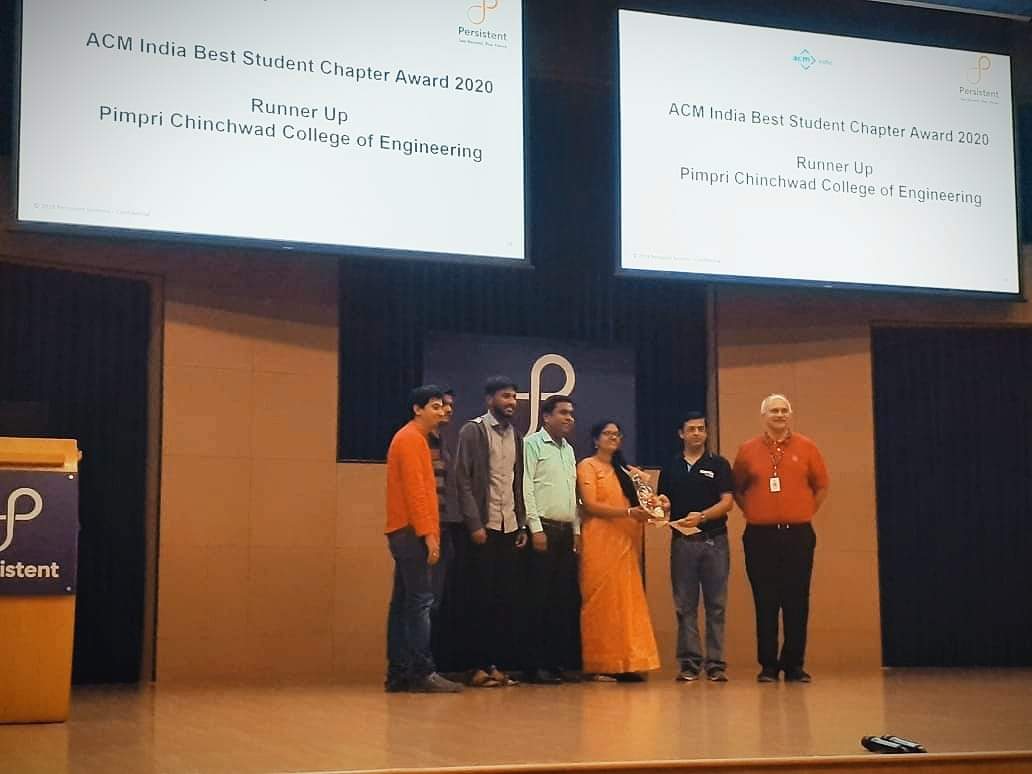 Persistent
ACM India Best Student Chapter Award 2020
Runner Up
Pimpri Chinchwad College of Engineering
acm india
Persistent
ACM India Best Student Chapter Award 2020
Runner Up
Pimpri Chinchwad College of Engineering
istent